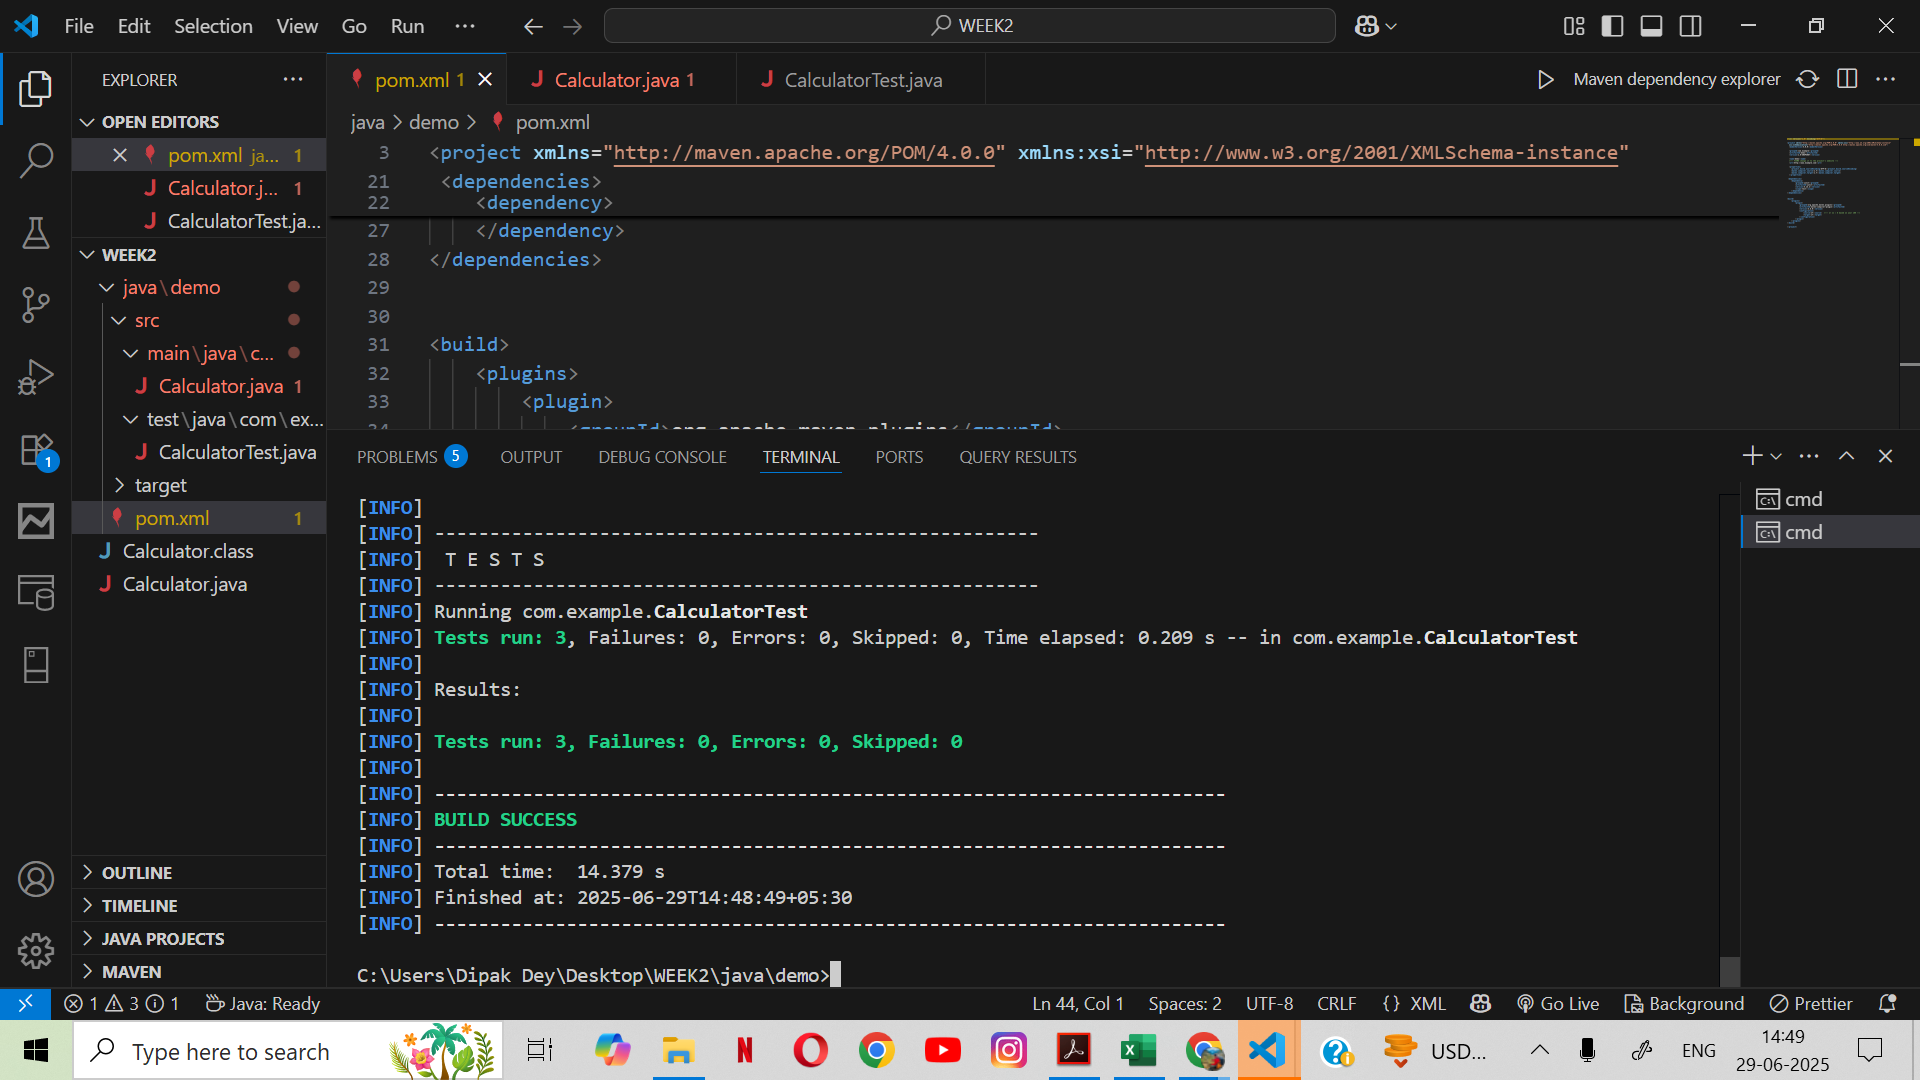 File Edit Selection View Go Run ··· WEEK2
EXPLORER ···
OPEN EDITORS
pom.xml ja... 1
Calculator.j... 1
CalculatorTest.ja...
WEEK2
java\demo
src
main\java\c...
Calculator.java 1
test\java\com\ex...
CalculatorTest.java
target
pom.xml 1
Calculator.class
Calculator.java
OUTLINE
TIMELINE
JAVA PROJECTS
MAVEN
1
pom.xml 1 Calculator.java 1 CalculatorTest.java Maven dependency explorer
java > demo > pom.xml
3 <project xmlns="http://maven.apache.org/POM/4.0.0" xmlns:xsi="http://www.w3.org/2001/XMLSchema-instance"
21 <dependencies>
22 <dependency>
27 </dependency>
28 </dependencies>
29
30
31 <build>
32 <plugins>
33 <plugin>
34 <groupId>org.apache.maven.plugins</groupId>
PROBLEMS 5 OUTPUT DEBUG CONSOLE TERMINAL PORTS QUERY RESULTS
cmd
cmd
[INFO]
[INFO] -------------------------------------------------------
[INFO]  T E S T S
[INFO] -------------------------------------------------------
[INFO] Running com.example.CalculatorTest
[INFO] Tests run: 3, Failures: 0, Errors: 0, Skipped: 0, Time elapsed: 0.209 s -- in com.example.CalculatorTest
[INFO]
[INFO] Results:
[INFO]
[INFO] Tests run: 3, Failures: 0, Errors: 0, Skipped: 0
[INFO]
[INFO] ------------------------------------------------------------------------
[INFO] BUILD SUCCESS
[INFO] ------------------------------------------------------------------------
[INFO] Total time:  14.379 s
[INFO] Finished at: 2025-06-29T14:48:49+05:30
[INFO] ------------------------------------------------------------------------
C:\Users\Dipak Dey\Desktop\WEEK2\java\demo>
1 3 1 Java: Ready Ln 44, Col 1 Spaces: 2 UTF-8 CRLF {} XML Go Live Background Prettier
Type here to search USD... ENG 14:49
29-06-2025